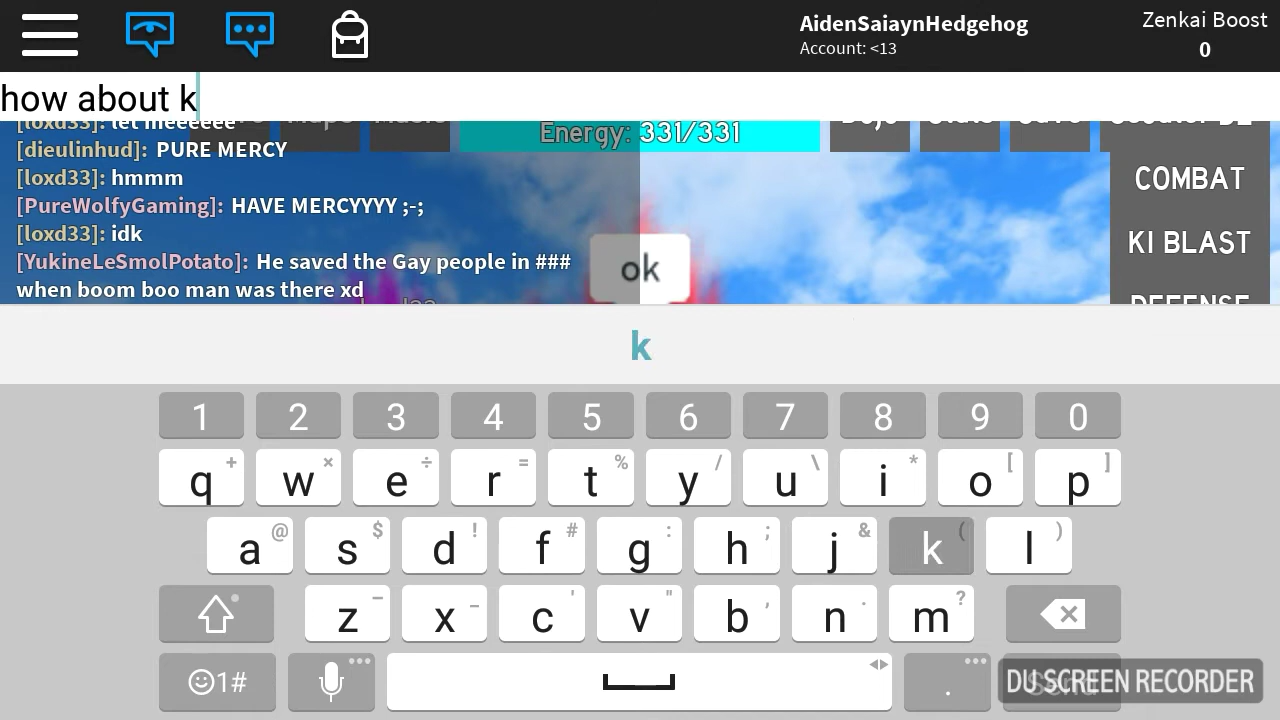 AidenSaiaynHedgehog
Account: <13
Zenkai Boost
0
how about k
[loxd33]: let meeeeee
Energy: 331/331
[dieulinhud]: PURE MERCY
[loxd33]: hmmm
[PureWolfyGaming]: HAVE MERCYYYY ;-;
[loxd33]: idk
[YukineLeSmolPotato]: He saved the Gay people in ###
when boom boo man was there xd
ok
COMBAT
KI BLAST
DEFENSE
k
1 2 3 4 5 6 7 8 9 0
q + w × e ÷ r = t % y / u \ i * o [ p ]
a @ s $ d ! f # g : h ; j & k ( l )
z – x _ c ' v " b , n . m ?
1# .
DU SCREEN RECORDER